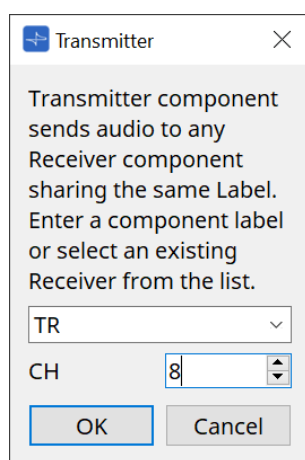 Transmitter
Transmitter component
sends audio to any
Receiver component
sharing the same Label.
Enter a component label
or select an existing
Receiver from the list.
TR
CH 8
OK Cancel